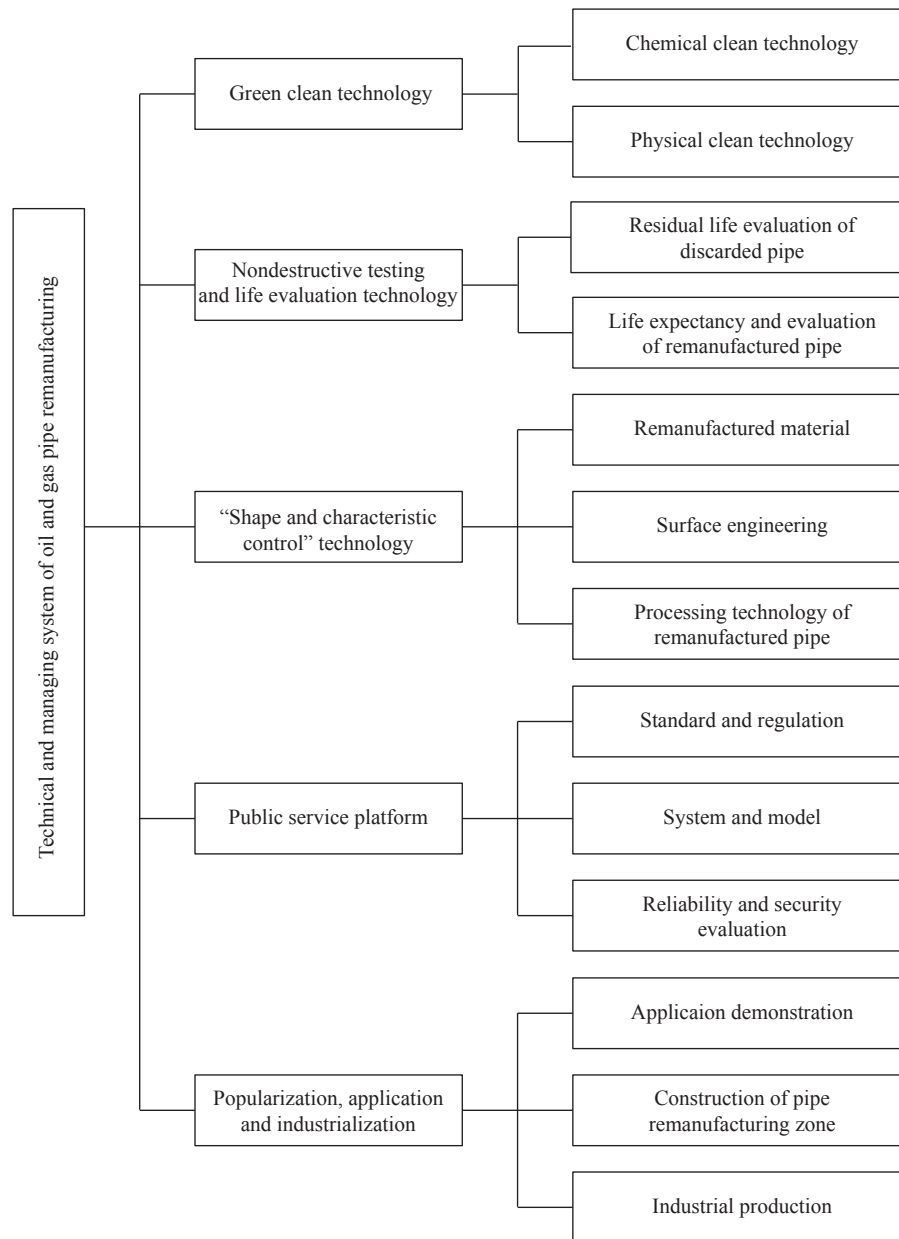 Technical and managing system of oil and gas pipe remanufacturing
Green clean technology
Chemical clean technology
Physical clean technology
Nondestructive testing
and life evaluation technology
Residual life evaluation of
discarded pipe
Life expectancy and evaluation
of remanufactured pipe
“Shape and characteristic
control” technology
Remanufactured material
Surface engineering
Processing technology of
remanufactured pipe
Public service platform
Standard and regulation
System and model
Reliability and security
evaluation
Popularization, application
and industrialization
Applicaion demonstration
Construction of pipe
remanufacturing zone
Industrial production